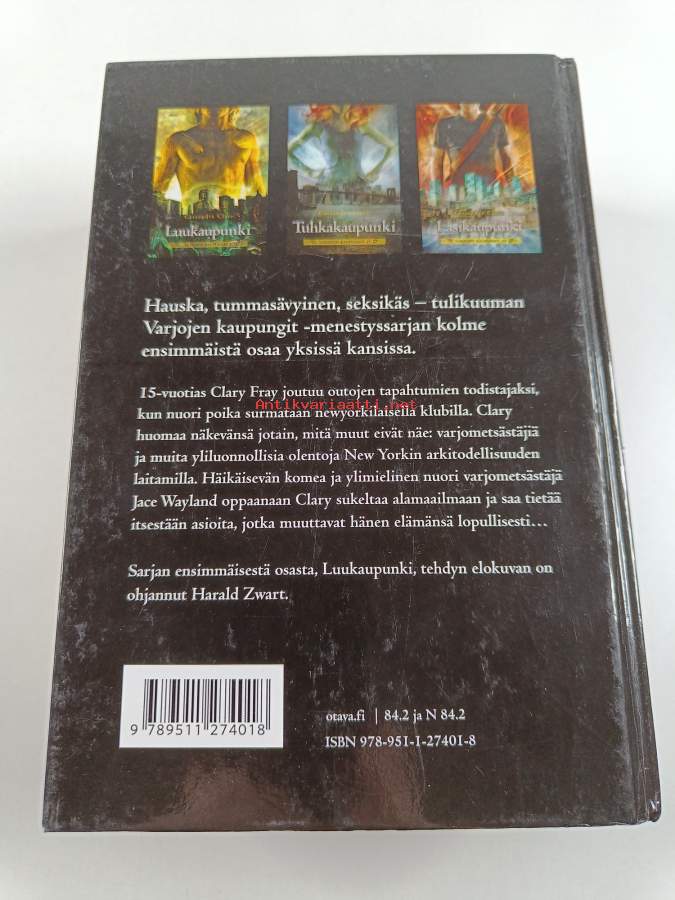 Cassandra Clare
Luukaupunki
Tuhkakaupunki
Lasikaupunki
Hauska, tummasävyinen, seksikäs – tulikuuman
Varjojen kaupungit -menestyssarjan kolme
ensimmäistä osaa yksissä kansissa.
15-vuotias Clary Fray joutuu outojen tapahtumien todistajaksi,
kun nuori poika surmataan newyorkilaisella klubilla. Clary
Antikvariaatti.net
huomaa näkevänsä jotain, mitä muut eivät näe: varjometsästäjiä
ja muita yliluonnollisia olentoja New Yorkin arkitodellisuuden
laitamilla. Häikäisevän komea ja ylimielinen nuori varjometsästäjä
Jace Wayland oppaanaan Clary sukeltaa alamaailmaan ja saa tietää
itsestään asioita, jotka muuttavat hänen elämänsä lopullisesti…
Sarjan ensimmäisestä osasta, Luukaupunki, tehdyn elokuvan on
ohjannut Harald Zwart.
9 789511 274018
otava.fi | 84.2 ja N 84.2
ISBN 978-951-1-27401-8